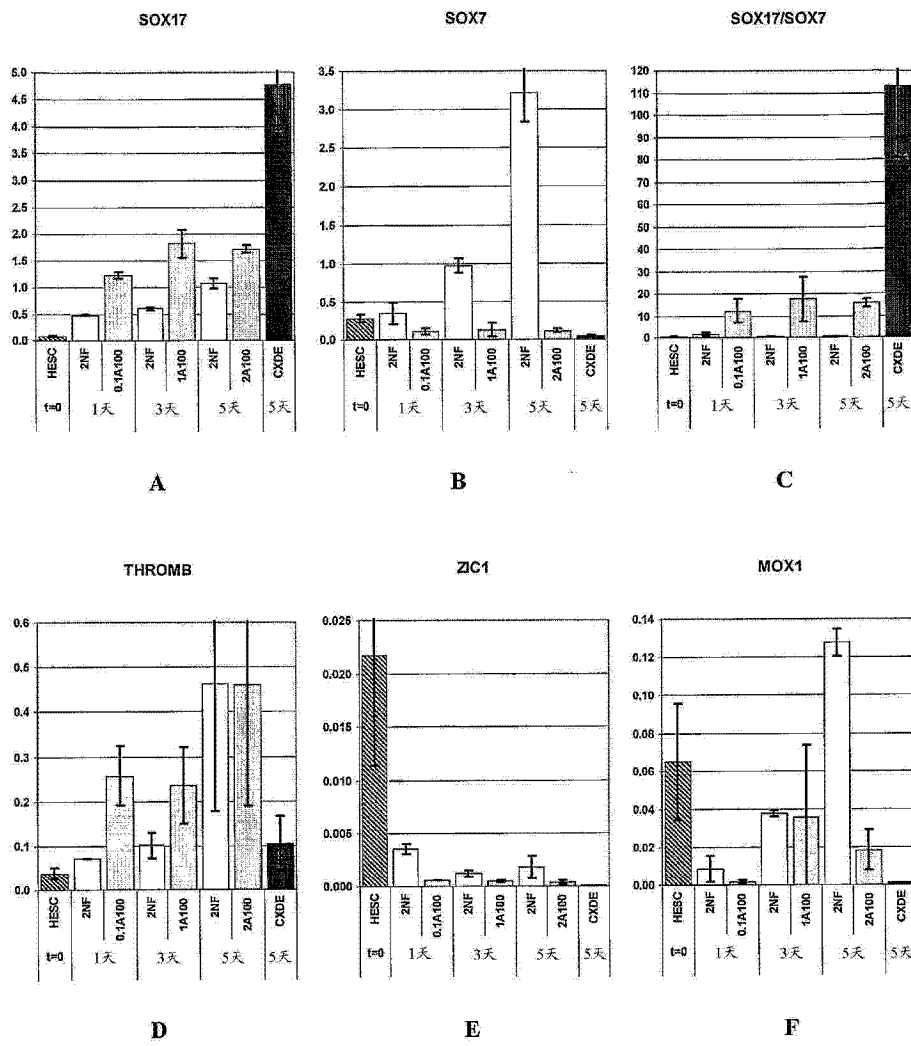 SOX17
SOX7
SOX17/SOX7
5.0
4.5
4.0
3.5
3.0
2.5
2.0
1.5
1.0
0.5
0.0
HESC 2NF 0.1A100 2NF 1A100 2NF 2A100 CXDE
t=0 1天 3天 5天 5天
A
3.5
3.0
2.5
2.0
1.5
1.0
0.5
0.0
HESC 2NF 0.1A100 2NF 1A100 2NF 2A100 CXDE
t=0 1天 3天 5天 5天
B
120
110
100
90
80
70
60
50
40
30
20
10
0
HESC 2NF 0.1A100 2NF 1A100 2NF 2A100 CXDE
t=0 1天 3天 5天 5天
C
THROMB
ZIC1
MOX1
0.6
0.5
0.4
0.3
0.2
0.1
0.0
HESC 2NF 0.1A100 2NF 1A100 2NF 2A100 CXDE
t=0 1天 3天 5天 5天
D
0.025
0.020
0.015
0.010
0.005
0.000
HESC 2NF 0.1A100 2NF 1A100 2NF 2A100 CXDE
t=0 1天 3天 5天 5天
E
0.14
0.12
0.10
0.08
0.06
0.04
0.02
0.00
HESC 2NF 0.1A100 2NF 1A100 2NF 2A100 CXDE
t=0 1天 3天 5天 5天
F